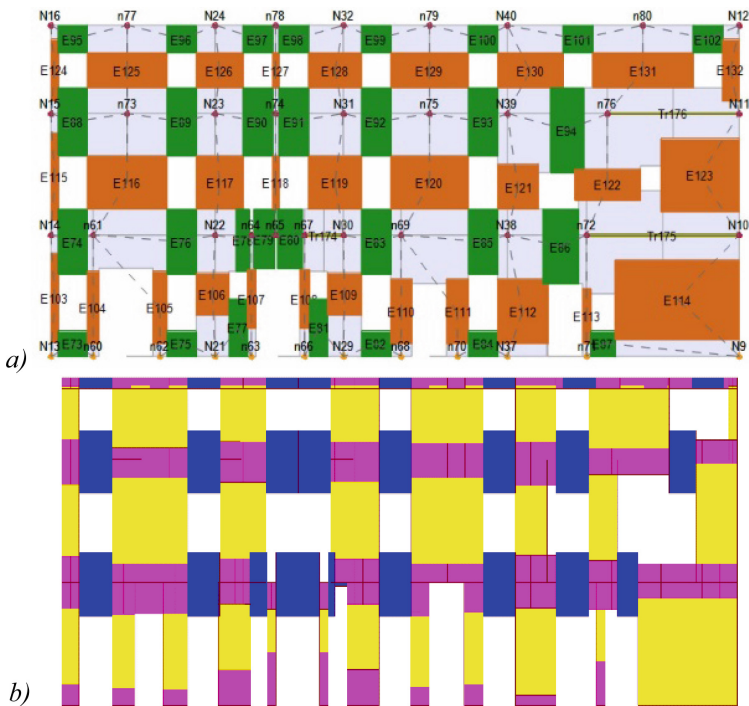 N16 n77 N24 n78 N32 n79 N40 n80 N12
E95 E96 E97 E98 E99 E100 E101 E102
E124 E125 E126 E127 E128 E129 E130 E131 E132
N15 n73 N23 n74 N31 n75 N39 n76 N11
Tr176
E88 E89 E90 E91 E92 E93 E94
E115 E116 E117 E118 E119 E120 E121 E122 E123
N14 n61 N22 n64 n65 n67 N30 n69 N38 n72 N10
E74 E76 E78 E79 E80 Tr174 E83 E85 E86 Tr175
E103 E104 E105 E106 E107 E109 E110 E111 E112 E113 E114
E73 E75 E77 E81 E82 E84 E87
N13 n60 n62 N21 n63 n66 N29 n68 n70 N37 n71 N9
a)
b)